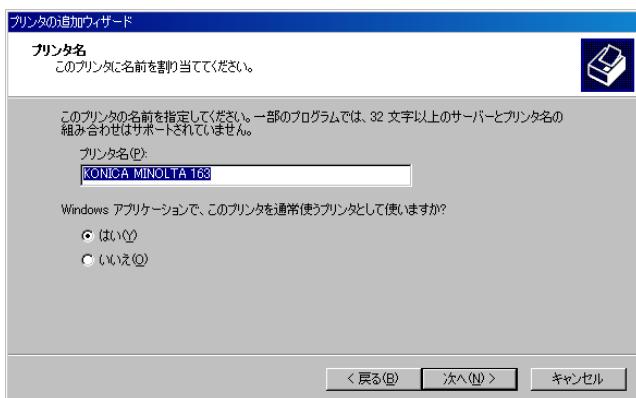 プリンタの追加ウィザード
プリンタ名
このプリンタに名前を割り当ててください。
このプリンタの名前を指定してください。一部のプログラムでは、32 文字以上のサーバーとプリンタ名の
組み合わせはサポートされていません。
プリンタ名(P):
KONICA MINOLTA 163
Windows アプリケーションで、このプリンタを通常使うプリンタとして使いますか?
はい(Y)
いいえ(O)
< 戻る(B) 次へ(N) > キャンセル